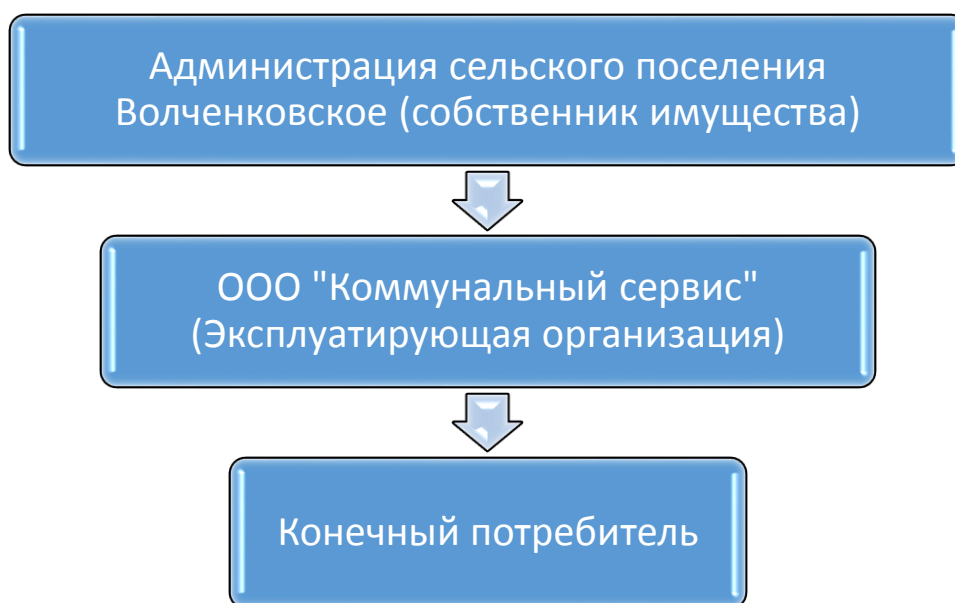 Администрация сельского поселения
Волченковское (собственник имущества)
ООО "Коммунальный сервис"
(Эксплуатирующая организация)
Конечный потребитель